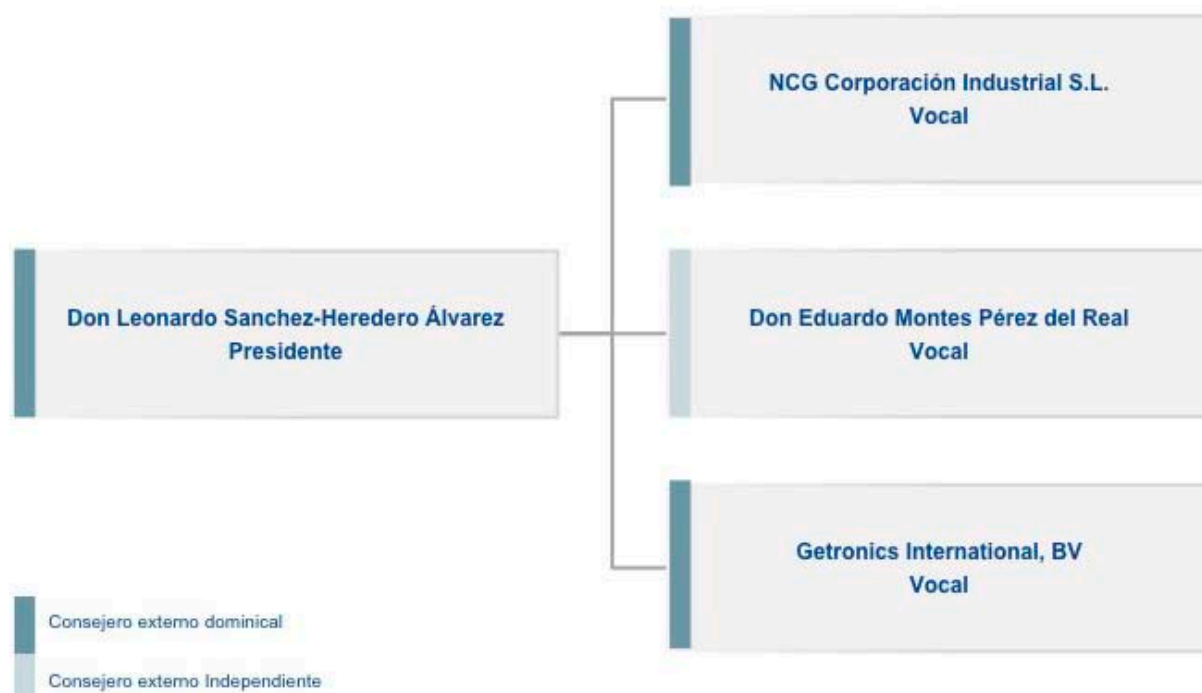 NCG Corporación Industrial S.L.
Vocal
Don Leonardo Sanchez-Heredero Álvarez
Presidente
Don Eduardo Montes Pérez del Real
Vocal
Getronics International, BV
Vocal
Consejero externo dominical
Consejero externo Independiente